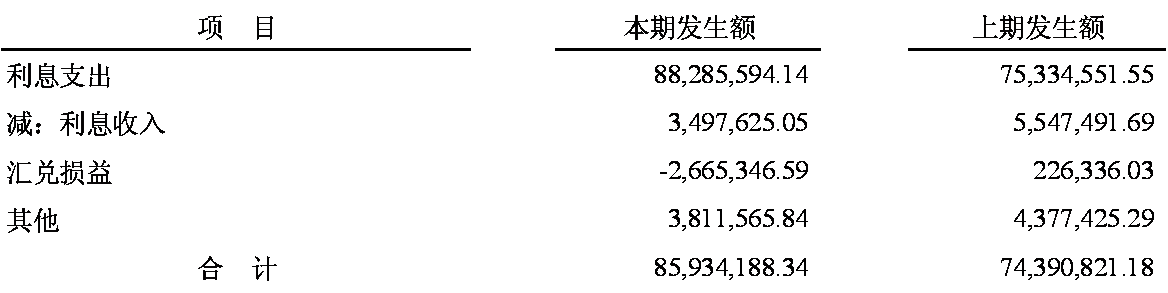 项 目 本期发生额 上期发生额
利息支出 88,285,594.14 75,334,551.55
减：利息收入 3,497,625.05 5,547,491.69
汇兑损益 -2,665,346.59 226,336.03
其他 3,811,565.84 4,377,425.29
合 计 85,934,188.34 74,390,821.18